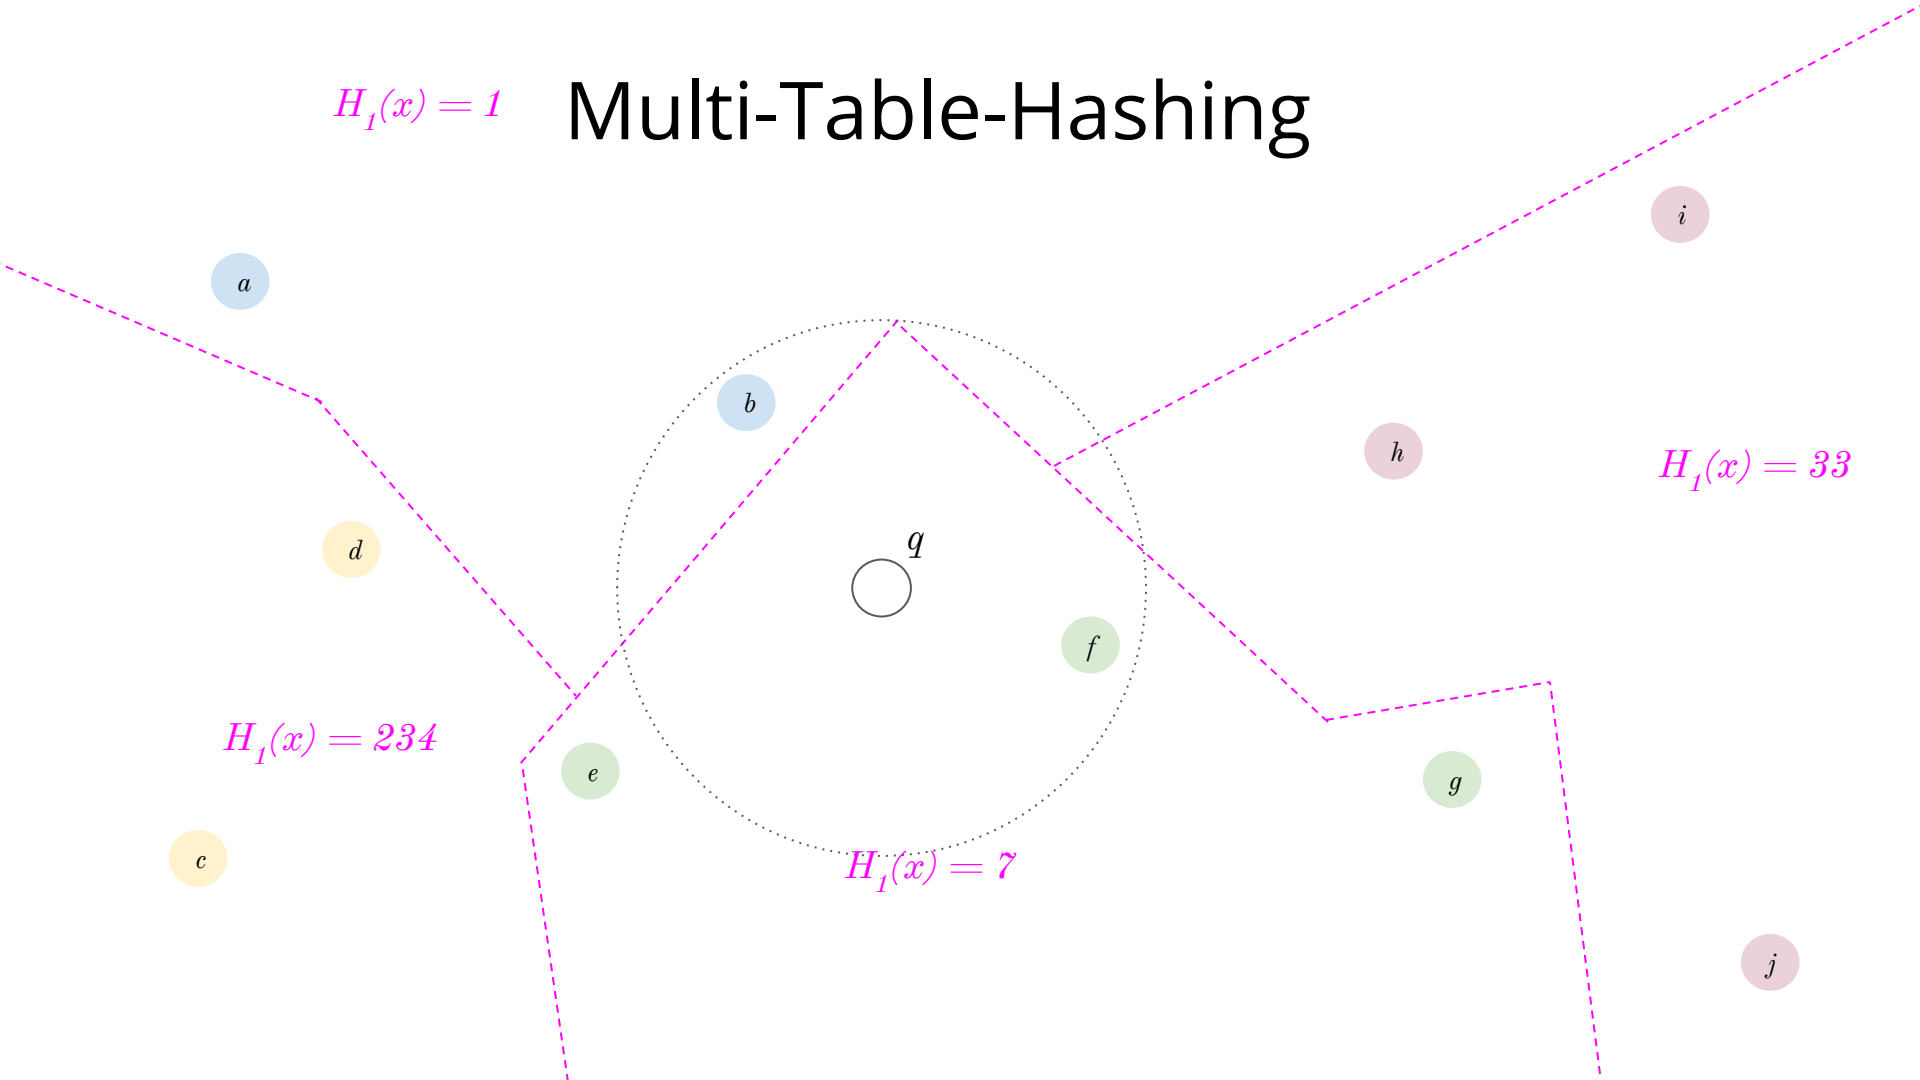 H₁(x) = 1
Multi-Table-Hashing
i
a
b
h
H₁(x) = 33
q
d
f
H₁(x) = 234
e
g
c
H₁(x) = 7
j